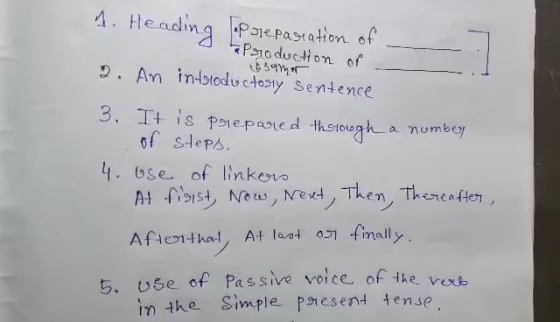 1. Heading [• Preparation of ______ . ]
• Production of ______
উৎপাদন
2. An introductory sentence
3. It is prepared through a number
of steps.
4. Use of linkers
At first, Now, Next, Then, Thereafter,
Afterthat, At last or finally.
5. Use of Passive voice of the verb
in the Simple present tense.